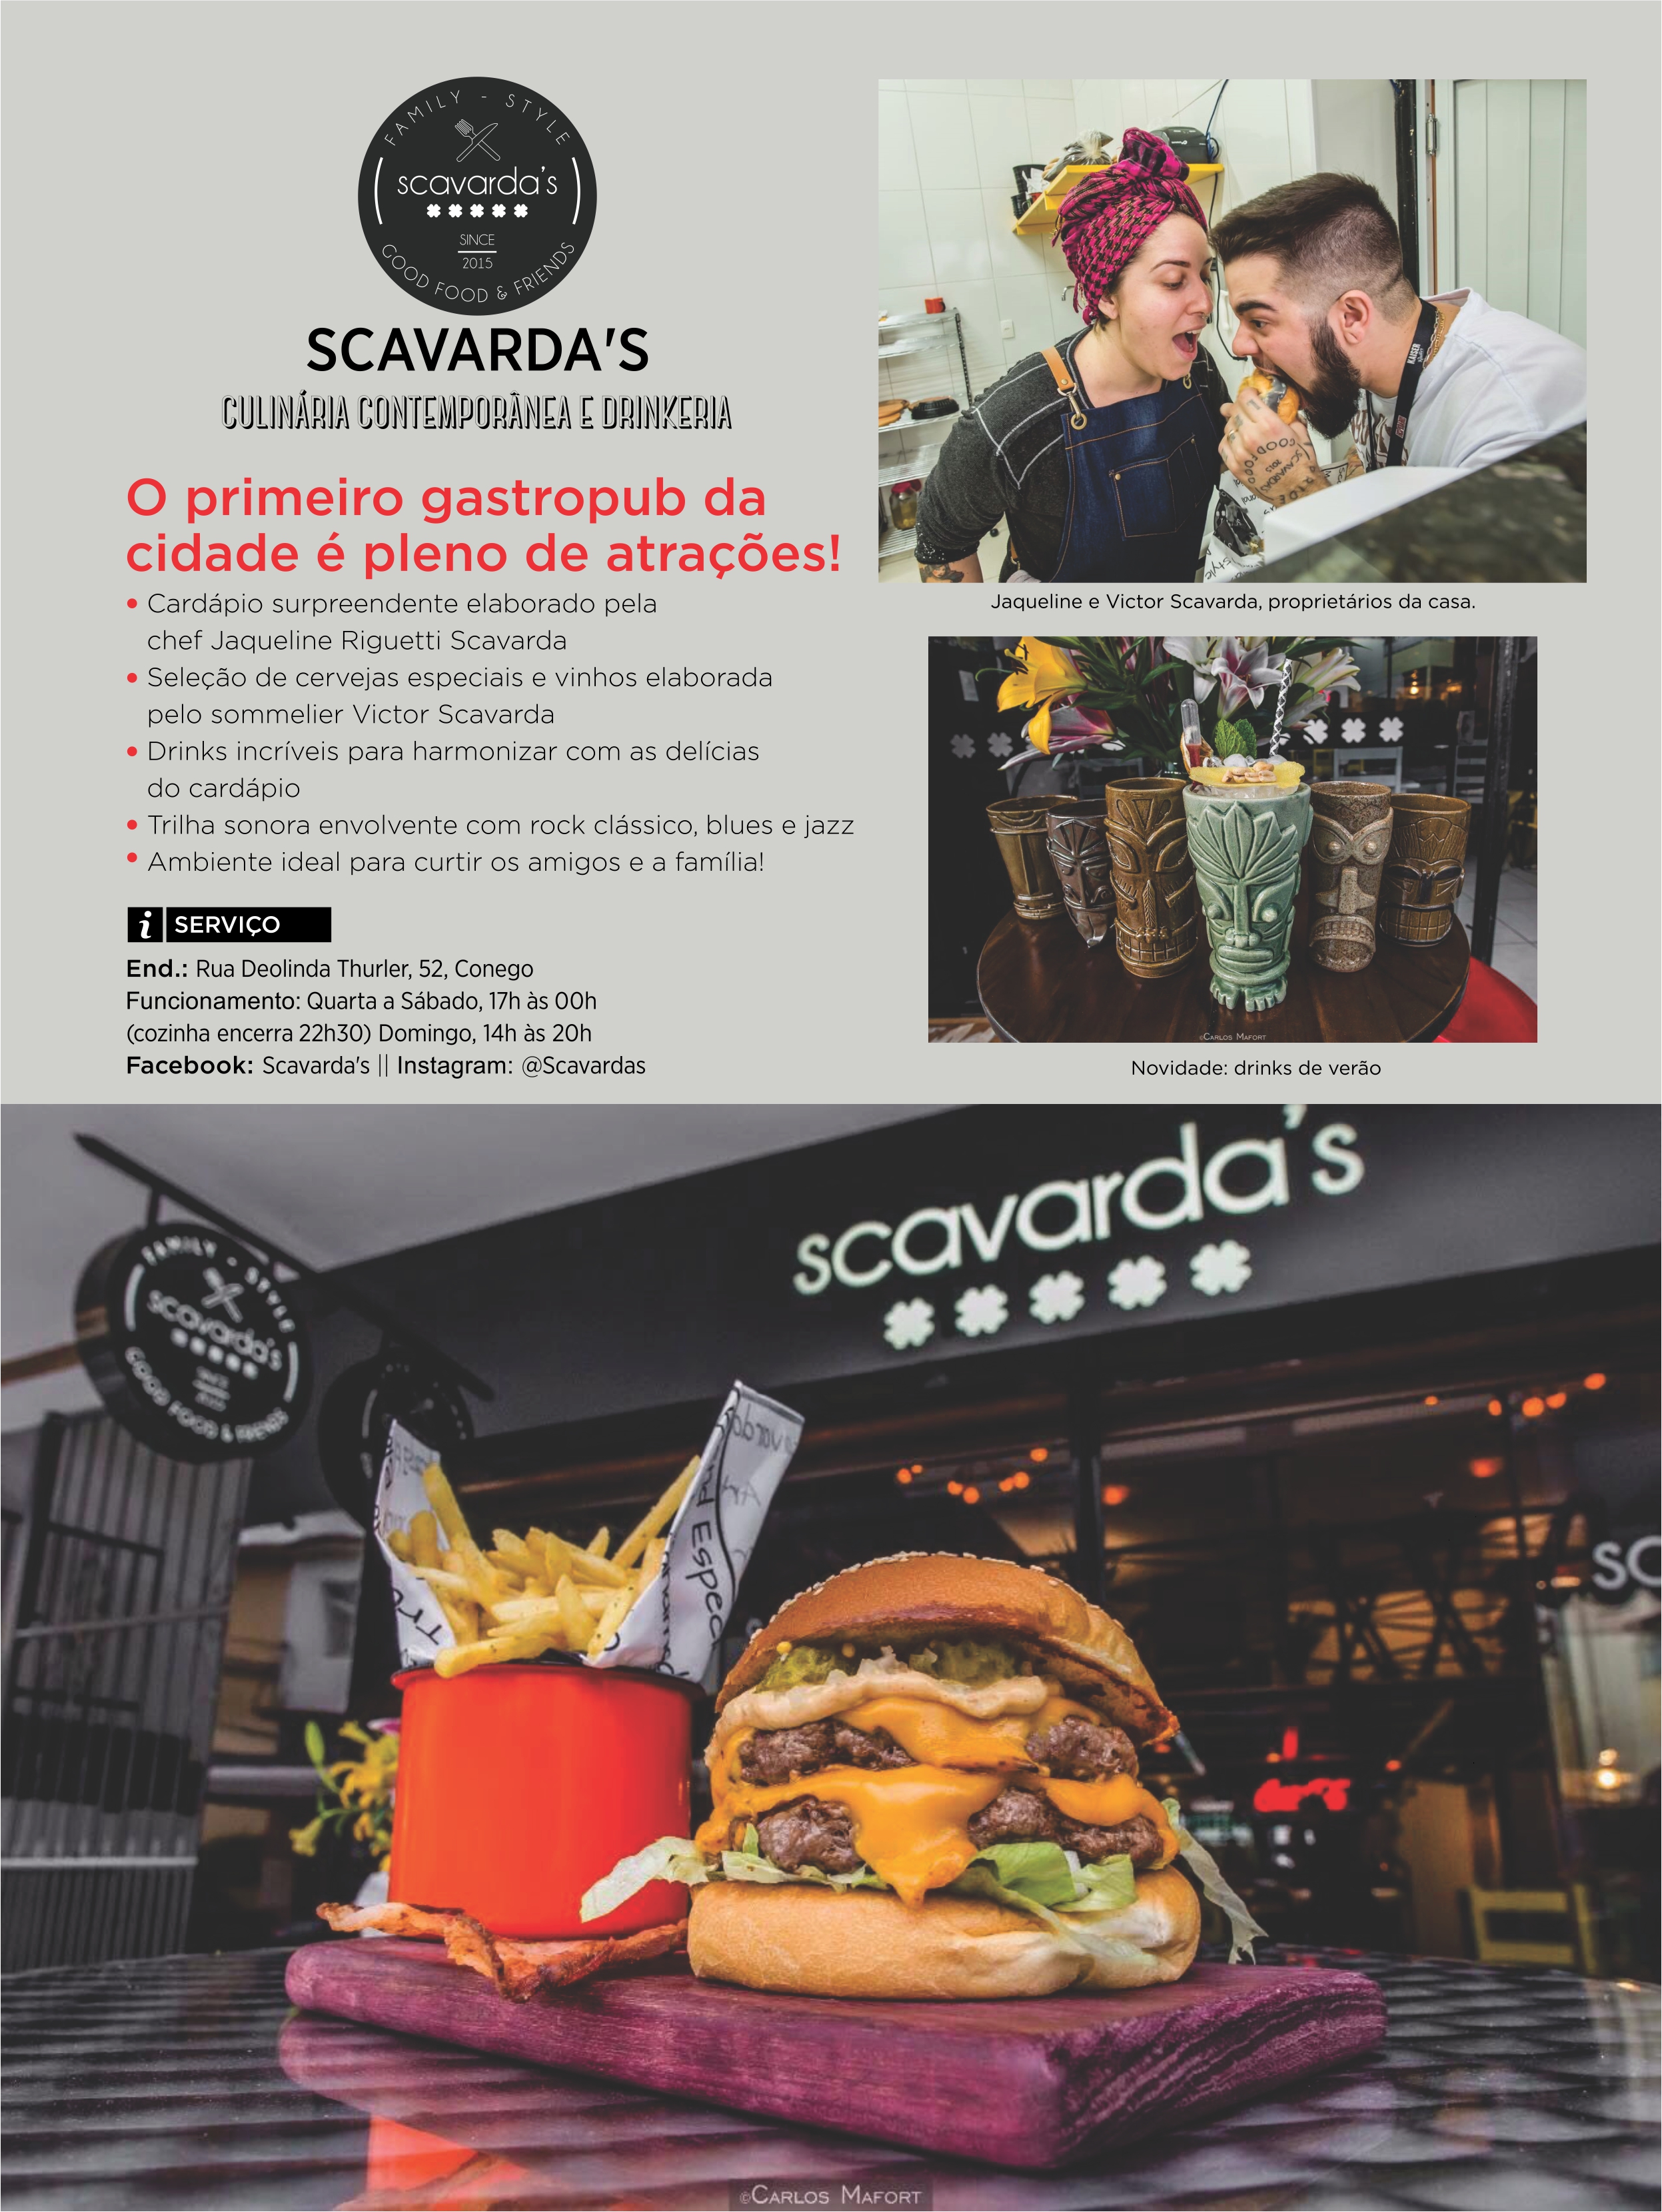 FAMILY - STYLE
scavarda's
SINCE
2015
GOOD FOOD & FRIENDS
SCAVARDA'S
CULINÁRIA CONTEMPORÂNEA E DRINKERIA
O primeiro gastropub da
cidade é pleno de atrações!
• Cardápio surpreendente elaborado pela
chef Jaqueline Riguetti Scavarda
• Seleção de cervejas especiais e vinhos elaborada
pelo sommelier Victor Scavarda
• Drinks incríveis para harmonizar com as delícias
do cardápio
• Trilha sonora envolvente com rock clássico, blues e jazz
• Ambiente ideal para curtir os amigos e a família!
i SERVIÇO
End.: Rua Deolinda Thurler, 52, Conego
Funcionamento: Quarta a Sábado, 17h às 00h
(cozinha encerra 22h30) Domingo, 14h às 20h
Facebook: Scavarda's || Instagram: @Scavardas
KAISER
GOOD FOOD
Jaqueline e Victor Scavarda, proprietários da casa.
©CARLOS MAFORT
Novidade: drinks de verão
scavarda's
FAMILY - STYLE
scavarda's
SINCE
2015
GOOD FOOD & FRIENDS
sc
©CARLOS MAFORT